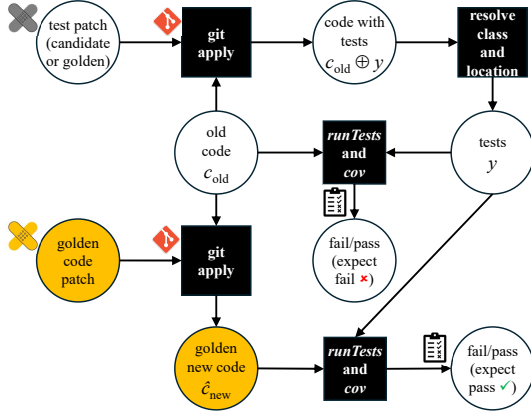 test patch
(candidate
or golden)
git
apply
code with
tests
c_old ⊕ y
resolve
class
and
location
old
code
c_old
runTests
and
cov
tests
y
golden
code
patch
git
apply
fail/pass
(expect
fail ✗)
golden
new code
ĉ_new
runTests
and
cov
fail/pass
(expect
pass ✓)